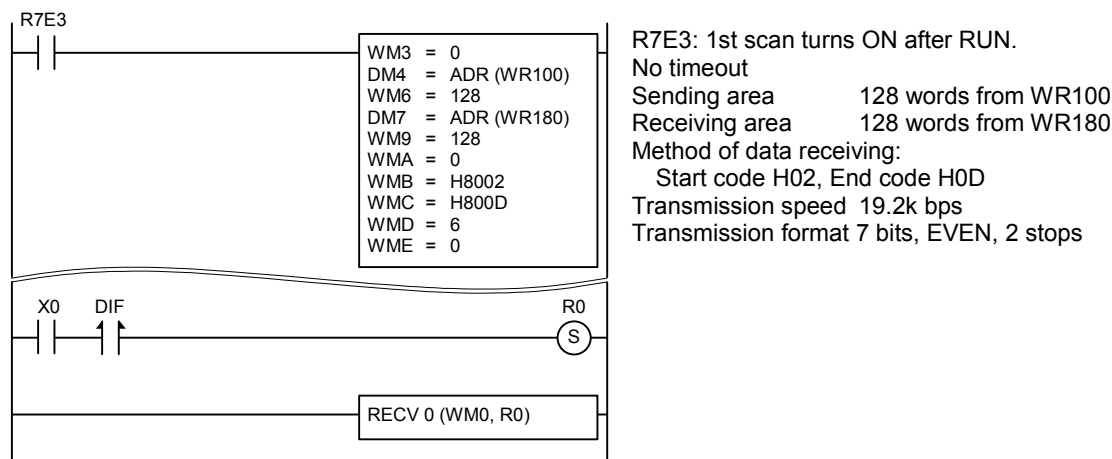 R7E3
WM3 = 0
DM4 = ADR (WR100)
WM6 = 128
DM7 = ADR (WR180)
WM9 = 128
WMA = 0
WMB = H8002
WMC = H800D
WMD = 6
WME = 0
R7E3: 1st scan turns ON after RUN.
No timeout
Sending area 128 words from WR100
Receiving area 128 words from WR180
Method of data receiving:
Start code H02, End code H0D
Transmission speed 19.2k bps
Transmission format 7 bits, EVEN, 2 stops
X0 DIF R0
S
RECV 0 (WM0, R0)